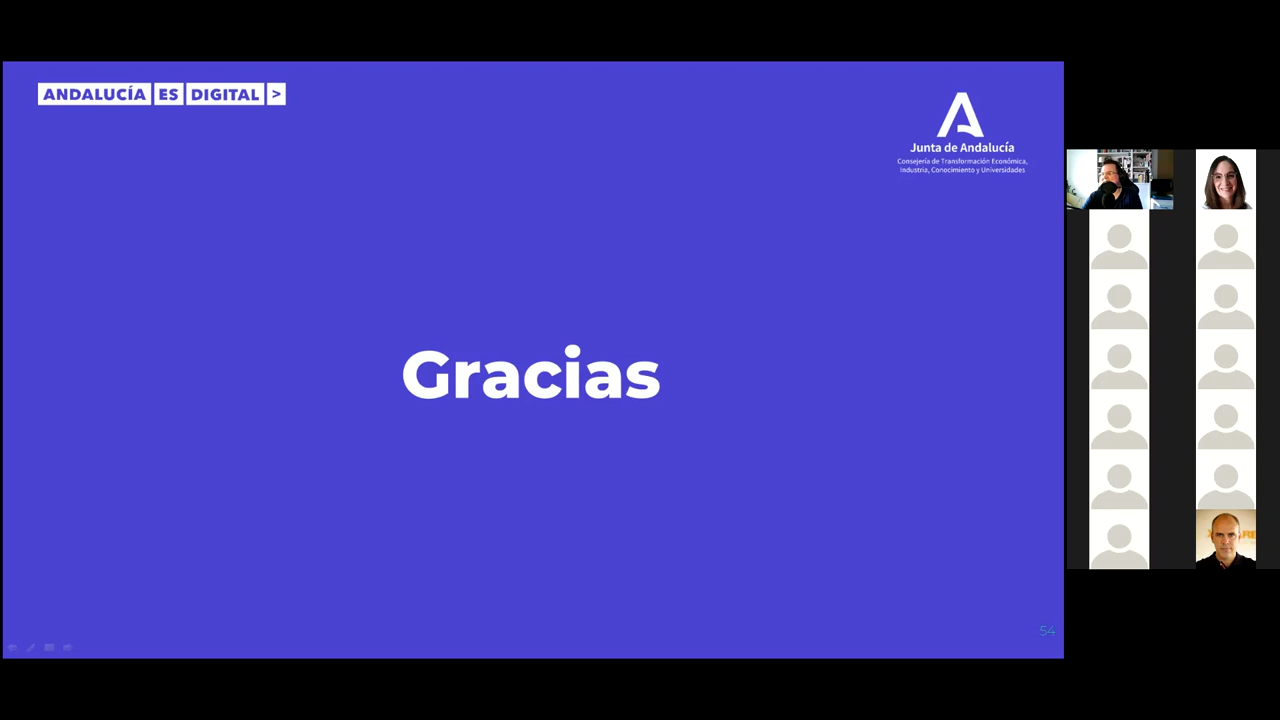 ANDALUCÍA ES DIGITAL >
Junta de Andalucía
Consejería de Transformación Económica,
Industria, Conocimiento y Universidades
Gracias
54